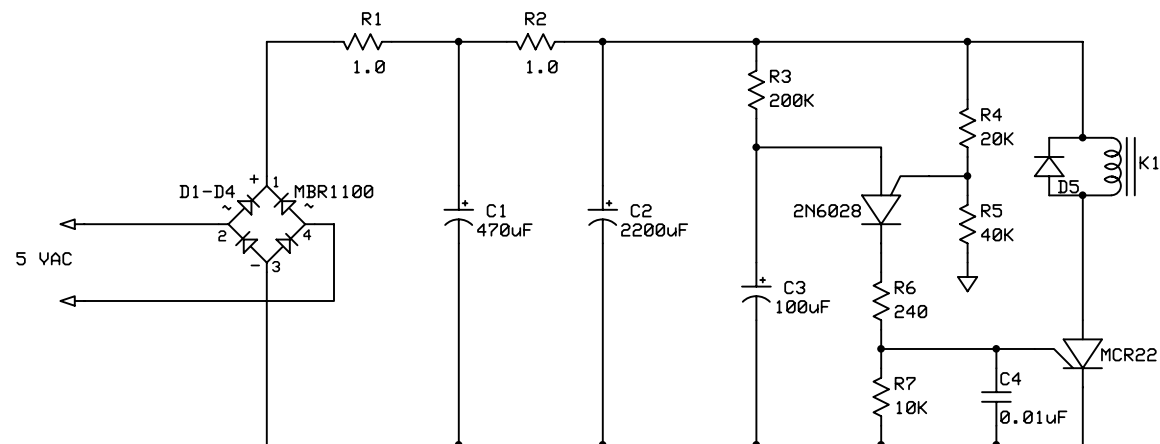 R1
1.0
R2
1.0
R3
200K
R4
20K
K1
D5
D1-D4
+
1
MBR1100
~
~
2
4
-
3
5 VAC
+
C1
470uF
+
C2
2200uF
2N6028
R5
40K
+
C3
100uF
R6
240
MCR22
R7
10K
C4
0.01uF